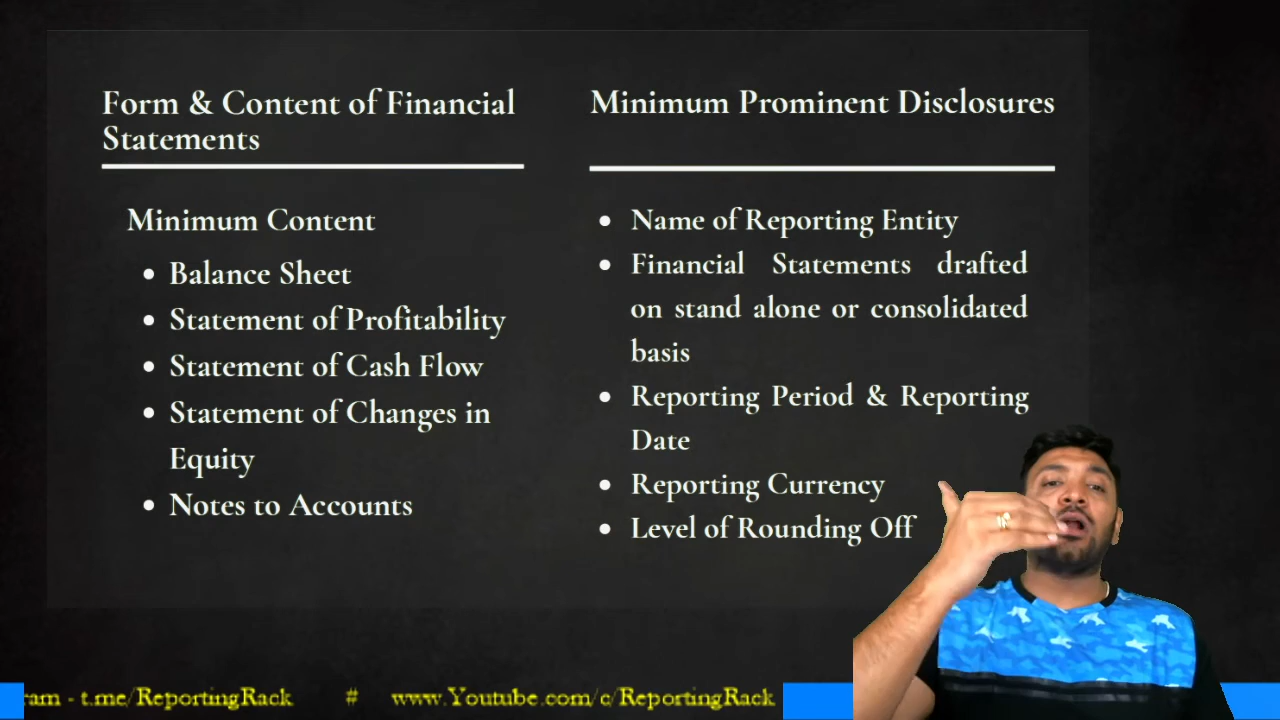 Form & Content of Financial
Statements
Minimum Content
• Balance Sheet
• Statement of Profitability
• Statement of Cash Flow
• Statement of Changes in
Equity
• Notes to Accounts
Minimum Prominent Disclosures
• Name of Reporting Entity
• Financial Statements drafted
on stand alone or consolidated
basis
• Reporting Period & Reporting
Date
• Reporting Currency
• Level of Rounding Off
ram - t.me/ReportingRack # www.Youtube.com/c/ReportingRack